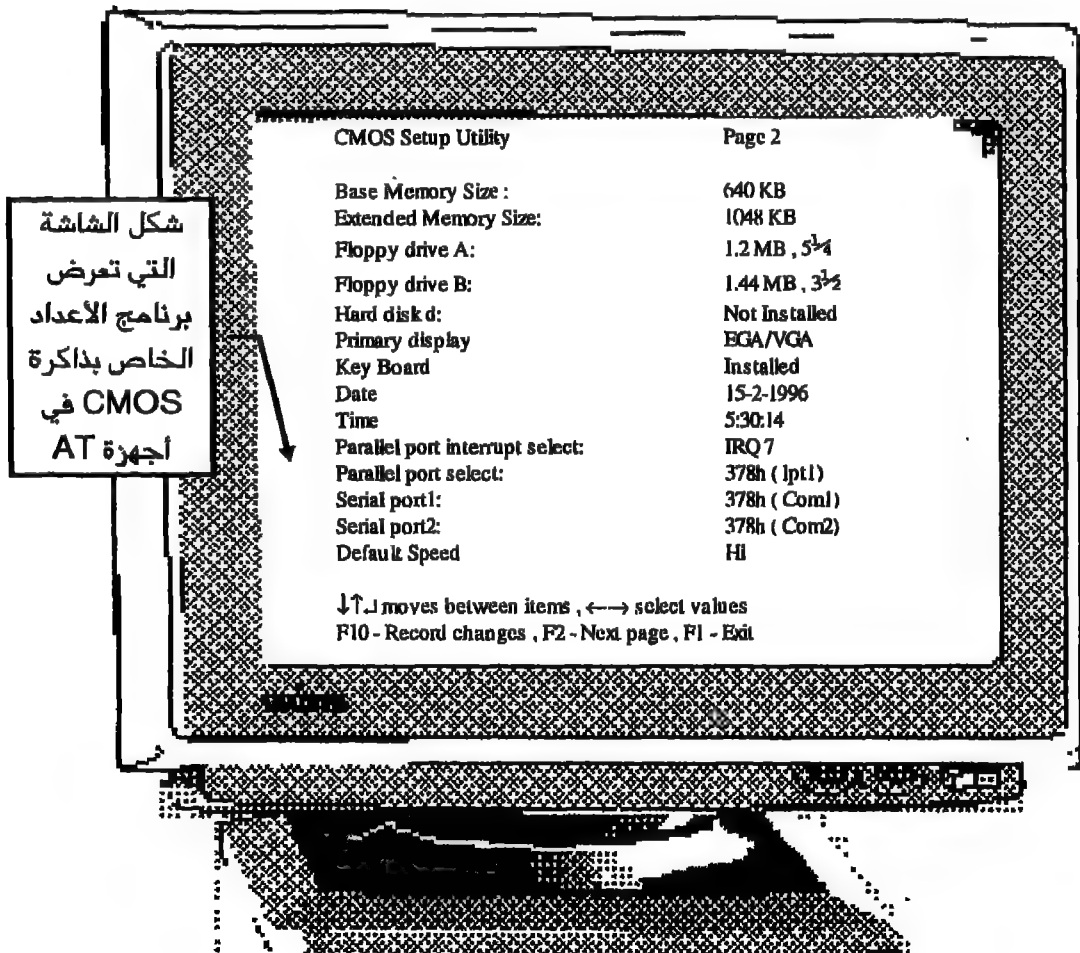 CMOS Setup Utility Page 2
Base Memory Size : 640 KB
Extended Memory Size: 1048 KB
Floppy drive A: 1.2 MB , 5¼
Floppy drive B: 1.44 MB , 3½
Hard disk d: Not Installed
Primary display EGA/VGA
Key Board Installed
Date 15-2-1996
Time 5:30:14
Parallel port interrupt select: IRQ 7
Parallel port select: 378h ( lpt1)
Serial port1: 378h ( Com1)
Serial port2: 378h ( Com2)
Default Speed Hi
↓↑↵ moves between items , ←→ select values
F10 - Record changes , F2 - Next page , F1 - Exit
شكل الشاشة
التي تعرض
برنامج الأعداد
الخاص بذاكرة
CMOS في
أجهزة AT